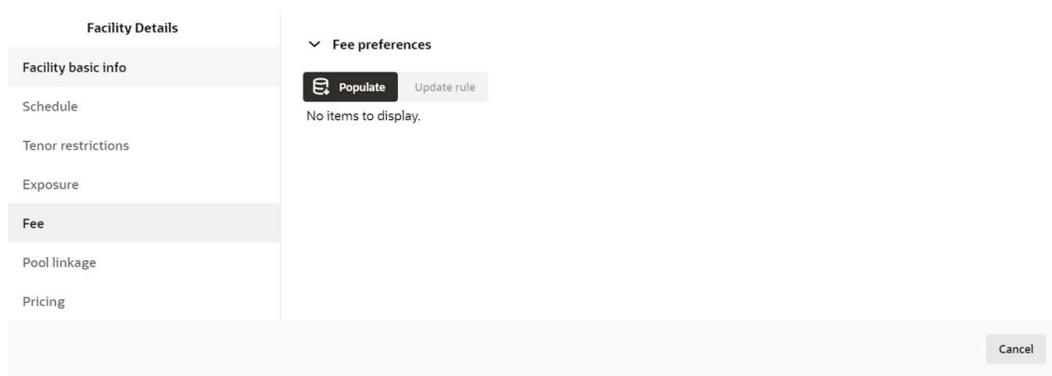 Facility Details
Facility basic info
Schedule
Tenor restrictions
Exposure
Fee
Pool linkage
Pricing
Fee preferences
Populate Update rule
No items to display.
Cancel